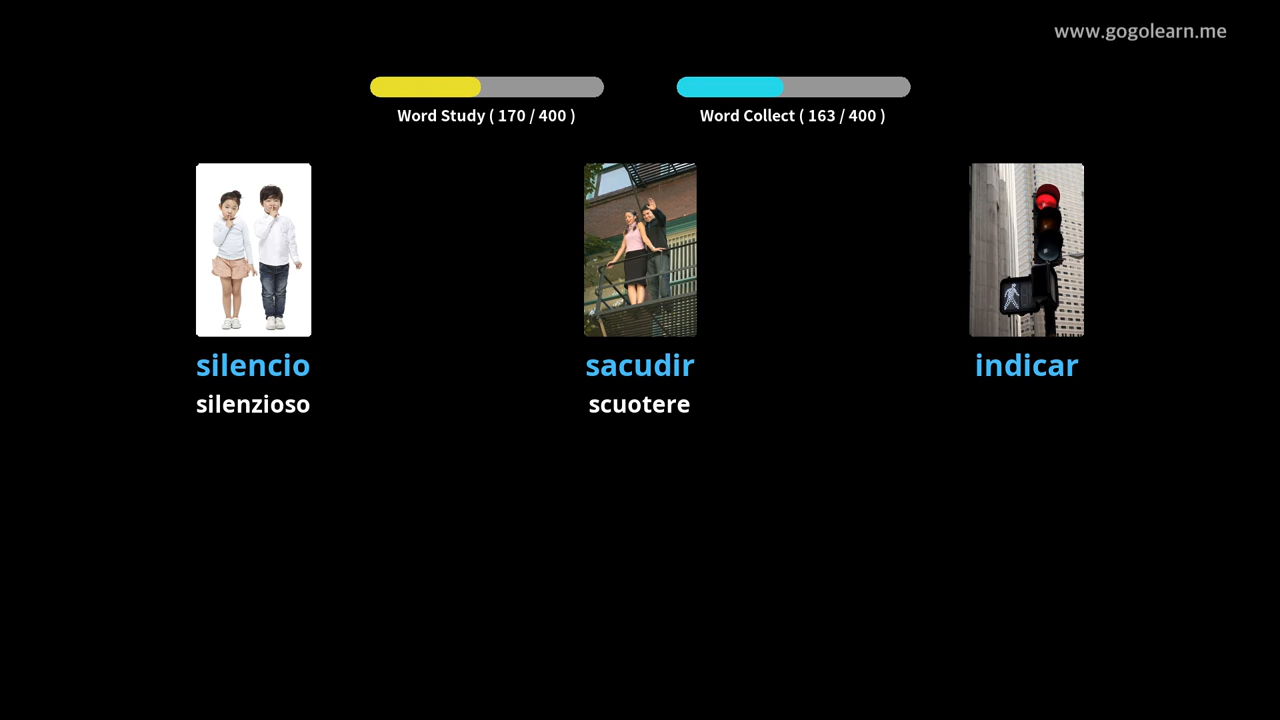 www.gogolearn.me
Word Study ( 170 / 400 )
Word Collect ( 163 / 400 )
silencio
silenzioso
sacudir
scuotere
indicar